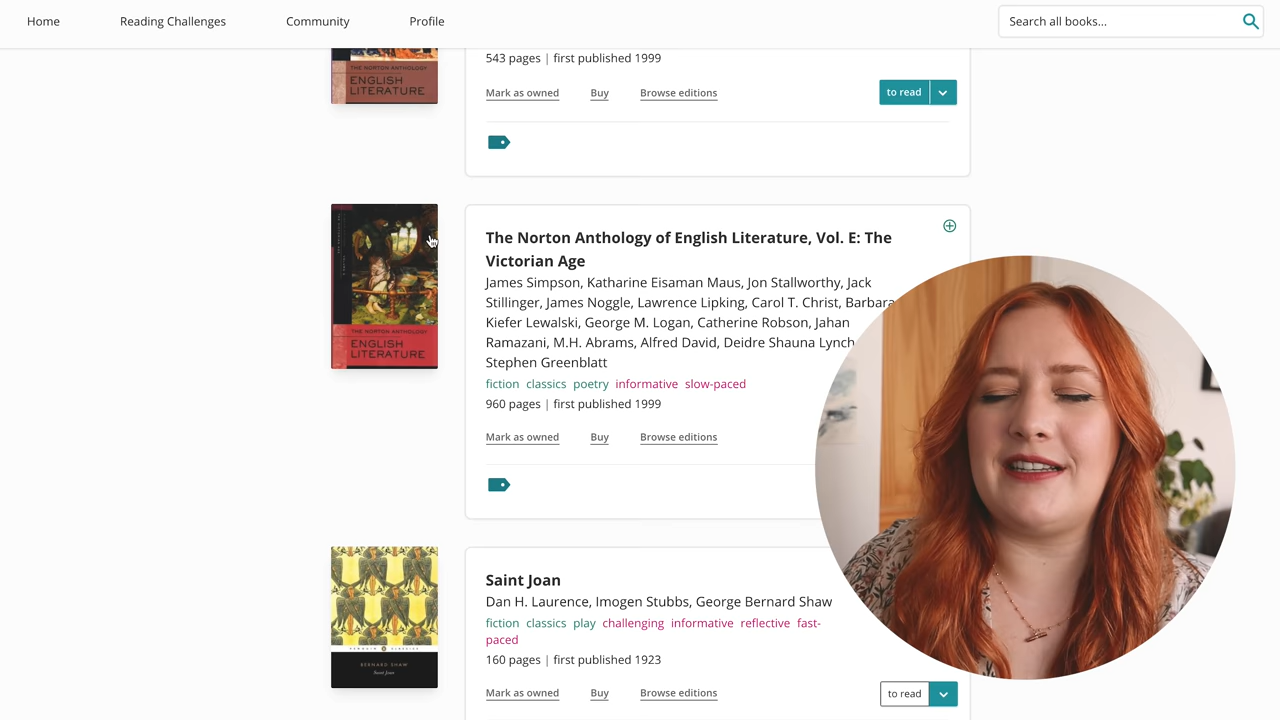 Home Reading Challenges Community Profile Search all books...
THE NORTON ANTHOLOGY
ENGLISH
LITERATURE
543 pages | first published 1999
Mark as owned Buy Browse editions to read
The Norton Anthology of English Literature, Vol. E: The
Victorian Age
James Simpson, Katharine Eisaman Maus, Jon Stallworthy, Jack
Stillinger, James Noggle, Lawrence Lipking, Carol T. Christ, Barbara
Kiefer Lewalski, George M. Logan, Catherine Robson, Jahan
Ramazani, M.H. Abrams, Alfred David, Deidre Shauna Lynch
Stephen Greenblatt
fiction classics poetry informative slow-paced
960 pages | first published 1999
Mark as owned Buy Browse editions
THE NORTON ANTHOLOGY
ENGLISH
LITERATURE
Saint Joan
Dan H. Laurence, Imogen Stubbs, George Bernard Shaw
fiction classics play challenging informative reflective fast-
paced
160 pages | first published 1923
Mark as owned Buy Browse editions to read
PENGUIN CLASSICS
BERNARD SHAW
Saint Joan